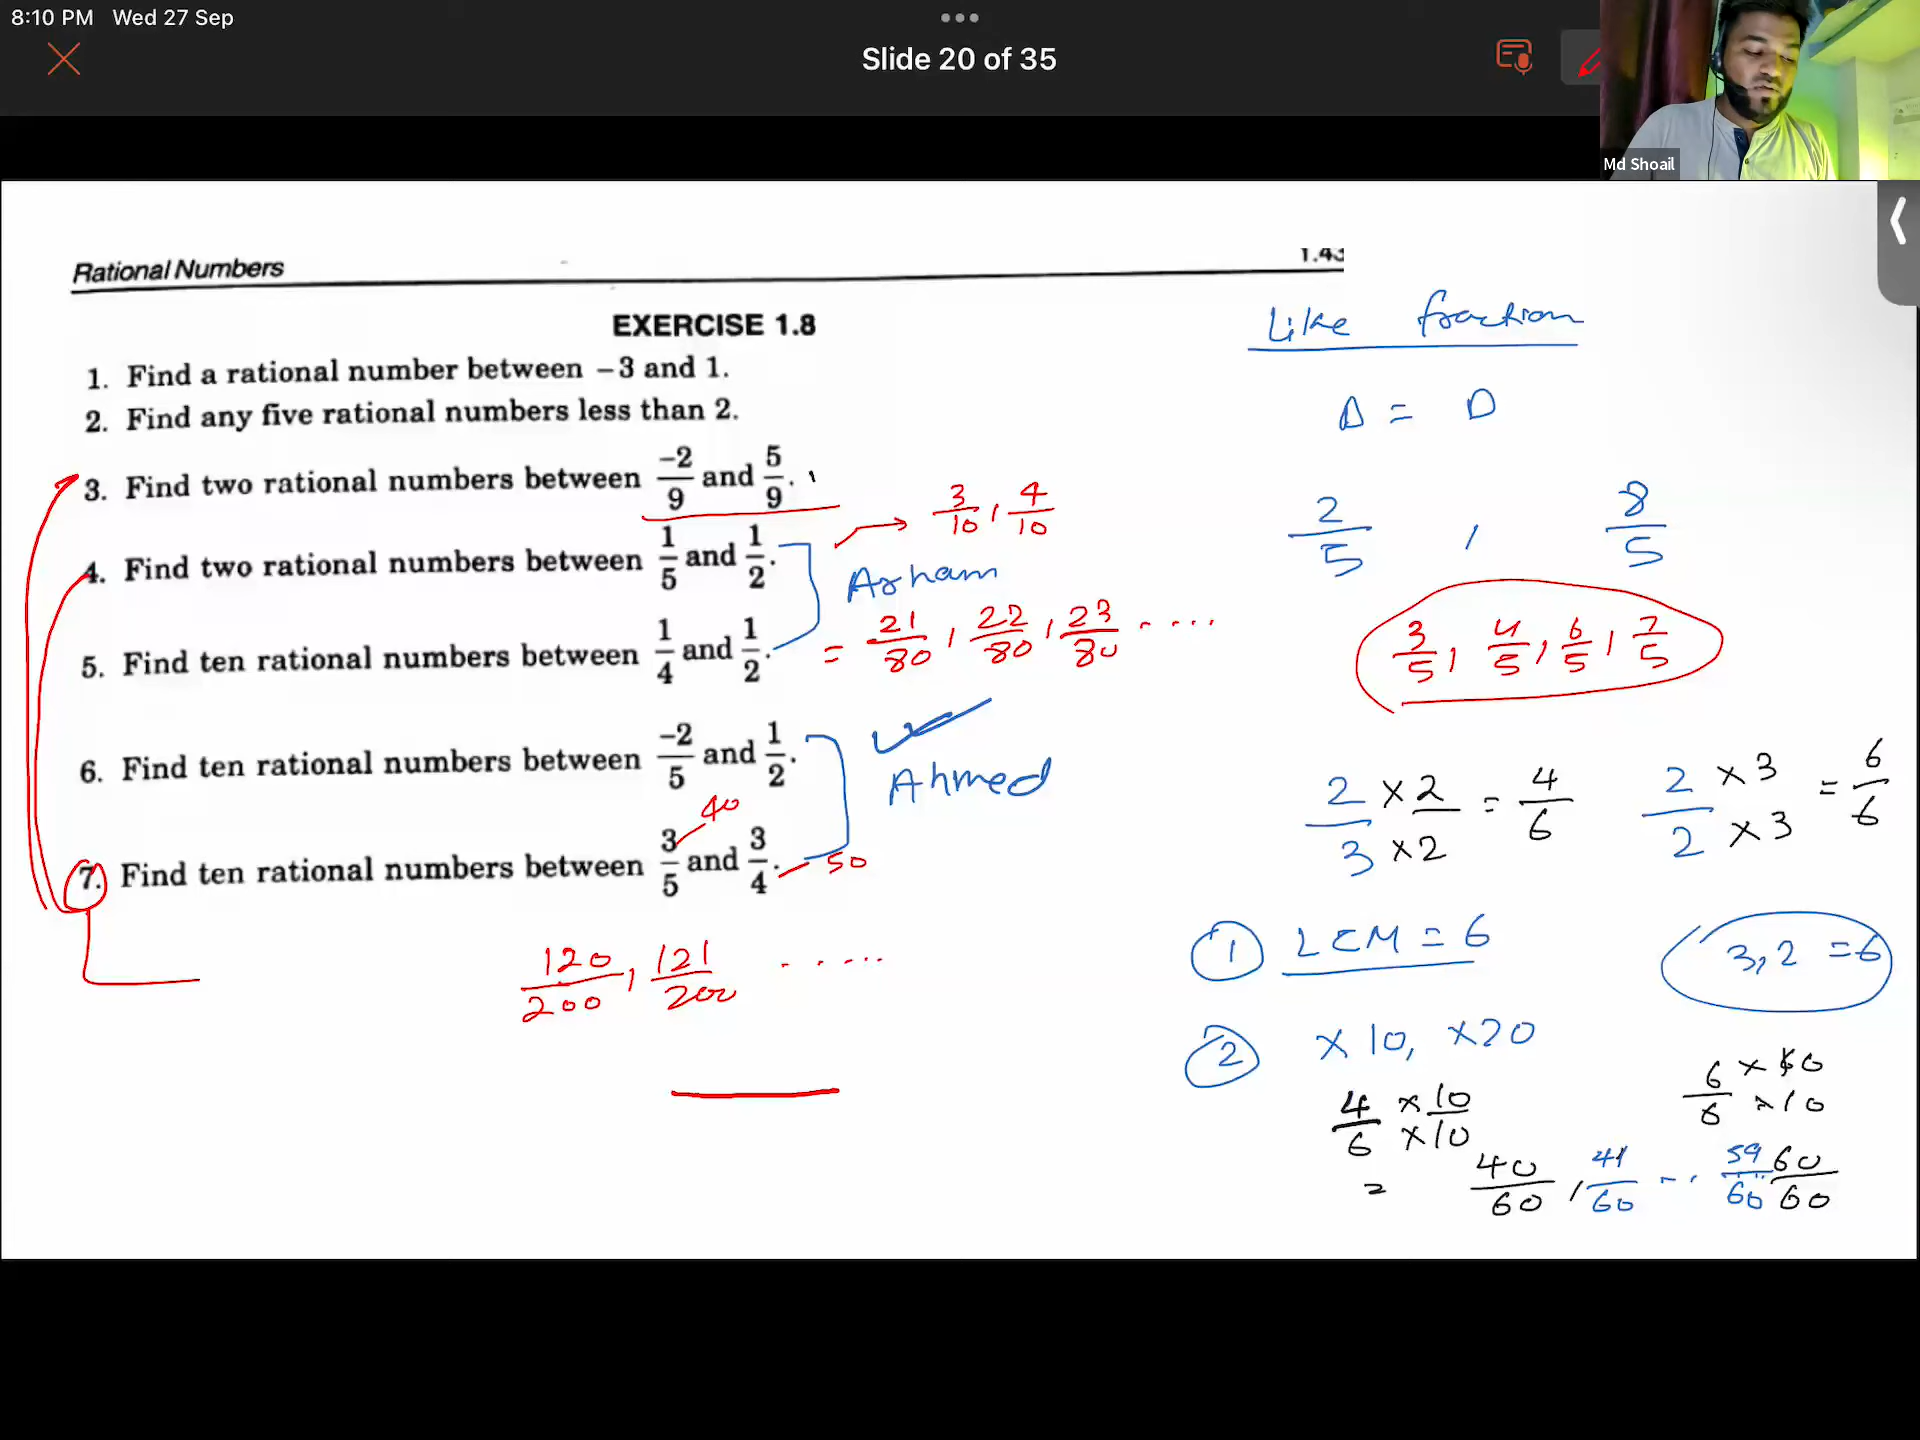 8:10 PM Wed 27 Sep
Slide 20 of 35
Md Shoail
Rational Numbers
EXERCISE 1.8
1. Find a rational number between −3 and 1.
2. Find any five rational numbers less than 2.
3. Find two rational numbers between -2/9 and 5/9.
4. Find two rational numbers between 1/5 and 1/2.
5. Find ten rational numbers between 1/4 and 1/2.
6. Find ten rational numbers between -2/5 and 1/2.
7. Find ten rational numbers between 3/5 and 3/4.
3/10, 4/10
= 21/80, 22/80, 23/80 ....
Ahmed
40
50
120/200, 121/200 .....
Like fraction
D = D
2/5 , 8/5
3/5, 4/5, 6/5, 7/5
2/3 ×2/×2 = 4/6
2/2 ×3/×3 = 6/6
1 LCM = 6
3,2 = 6
2 ×10, ×20
4/6 ×10/×10
6/6 ×10/×10
= 40/60, 41/60 ... 59/60 60/60